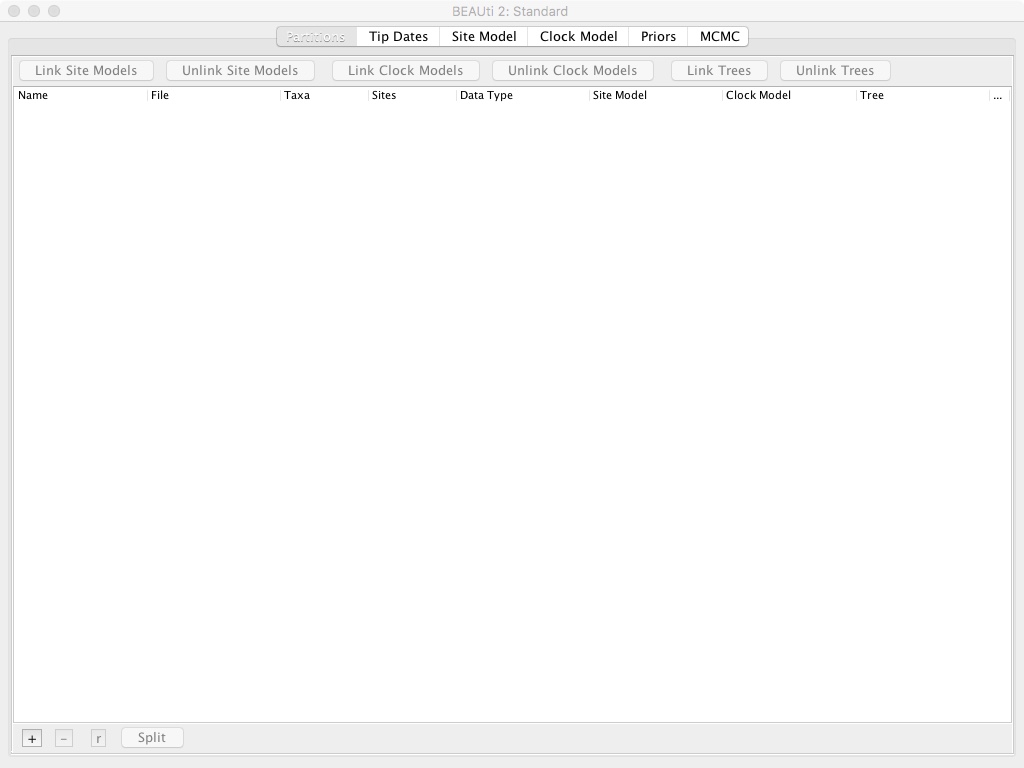 BEAUti 2: Standard
Partitions Tip Dates Site Model Clock Model Priors MCMC
Link Site Models Unlink Site Models Link Clock Models Unlink Clock Models Link Trees Unlink Trees
Name File Taxa Sites Data Type Site Model Clock Model Tree ...
+ - r Split